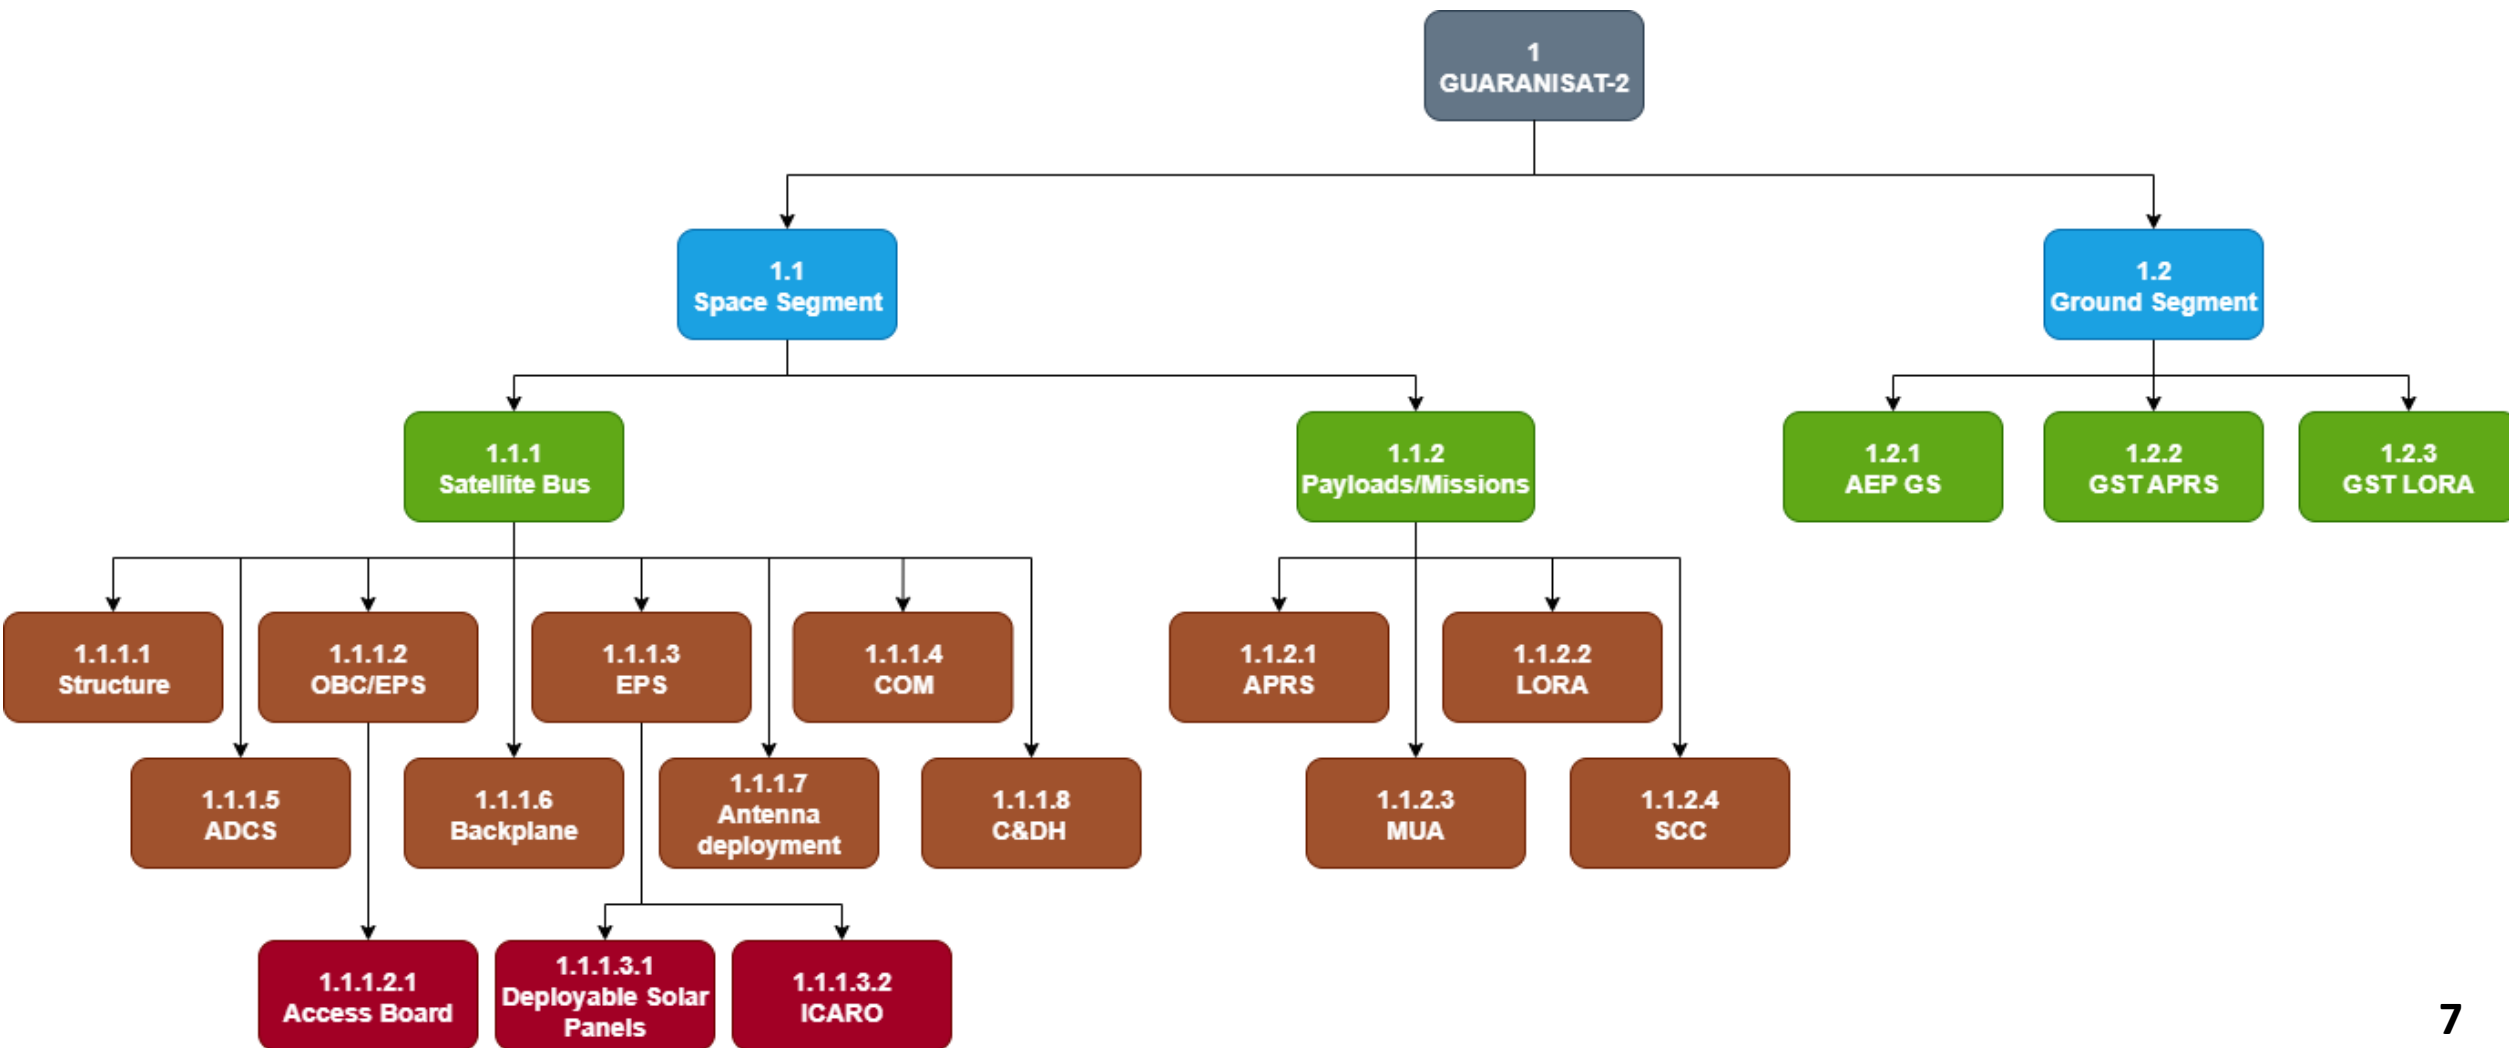 1
GUARANISAT-2
1.1
Space Segment
1.2
Ground Segment
1.1.1
Satellite Bus
1.1.2
Payloads/Missions
1.2.1
AEP GS
1.2.2
GST APRS
1.2.3
GST LORA
1.1.1.1
Structure
1.1.1.2
OBC/EPS
1.1.1.3
EPS
1.1.1.4
COM
1.1.2.1
APRS
1.1.2.2
LORA
1.1.1.5
ADCS
1.1.1.6
Backplane
1.1.1.7
Antenna
deployment
1.1.1.8
C&DH
1.1.2.3
MUA
1.1.2.4
SCC
1.1.1.2.1
Access Board
1.1.1.3.1
Deployable Solar
Panels
1.1.1.3.2
ICARO
7